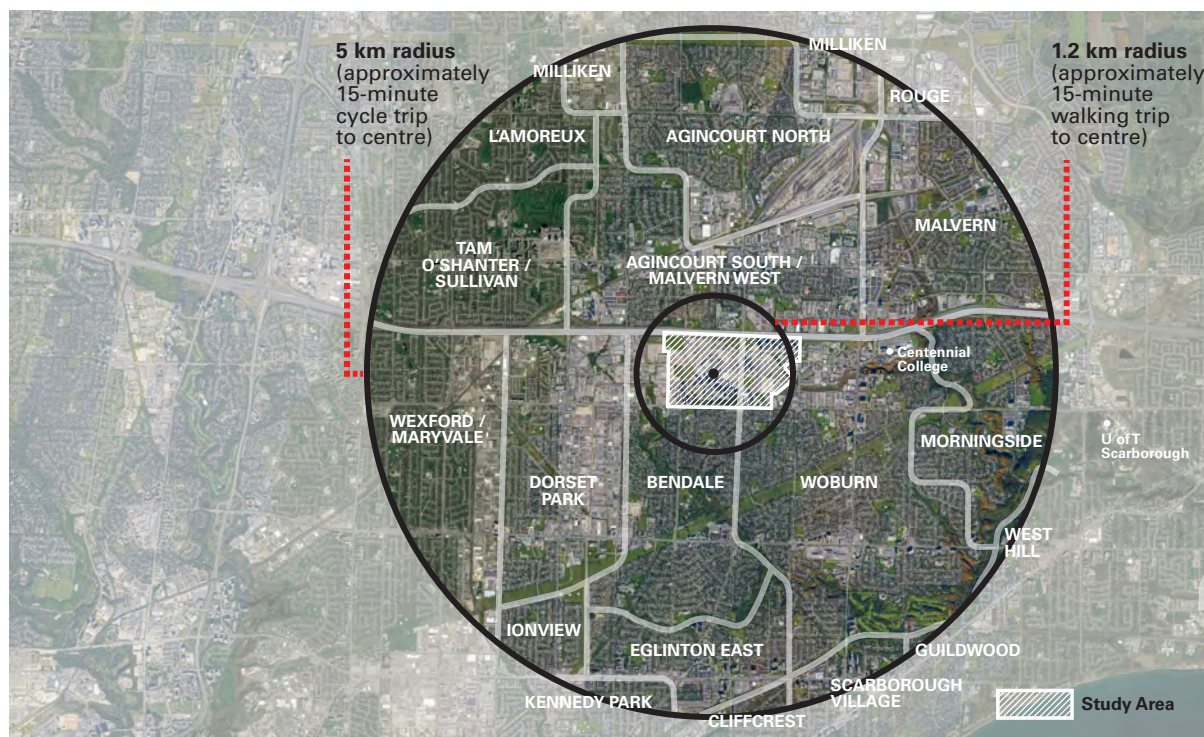 5 km radius
(approximately
15-minute
cycle trip
to centre)
1.2 km radius
(approximately
15-minute
walking trip
to centre)
MILLIKEN
MILLIKEN
ROUGE
L'AMOREUX
AGINCOURT NORTH
MALVERN
TAM
O'SHANTER /
SULLIVAN
AGINCOURT SOUTH /
MALVERN WEST
Centennial
College
WEXFORD /
MARYVALE
MORNINGSIDE
U of T
Scarborough
DORSET
PARK
BENDALE
WOBURN
WEST
HILL
IONVIEW
EGLINTON EAST
GUILDWOOD
KENNEDY PARK
SCARBOROUGH
VILLAGE
CLIFFCREST
Study Area